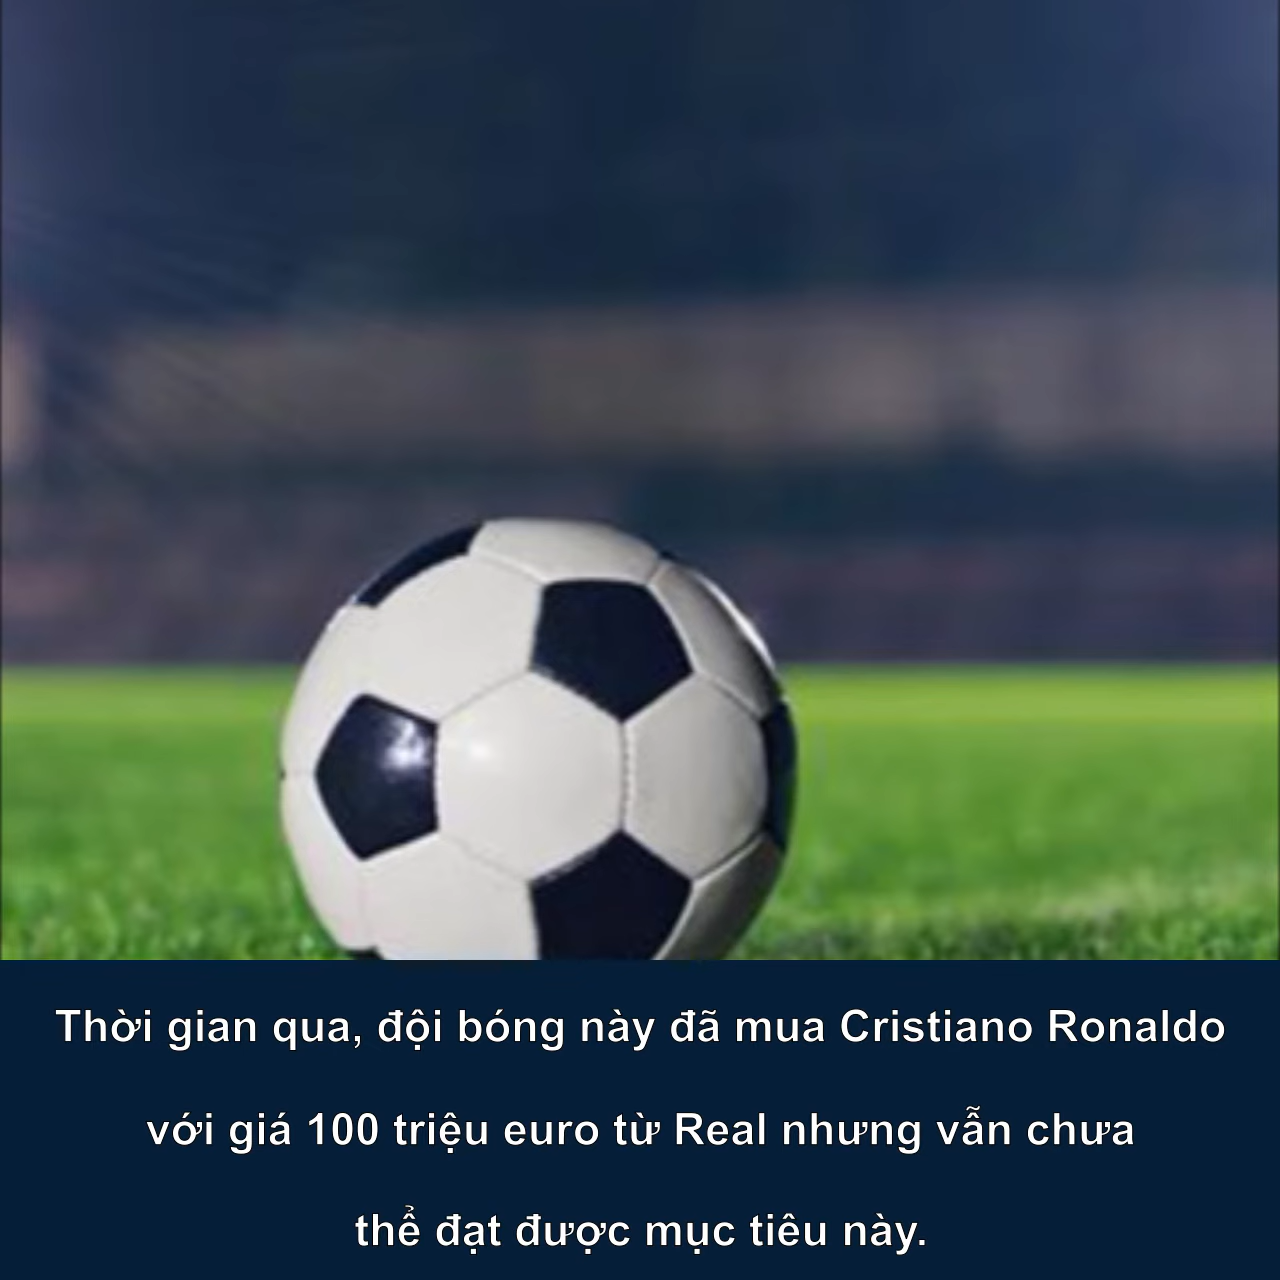 Thời gian qua, đội bóng này đã mua Cristiano Ronaldo
với giá 100 triệu euro từ Real nhưng vẫn chưa
thể đạt được mục tiêu này.